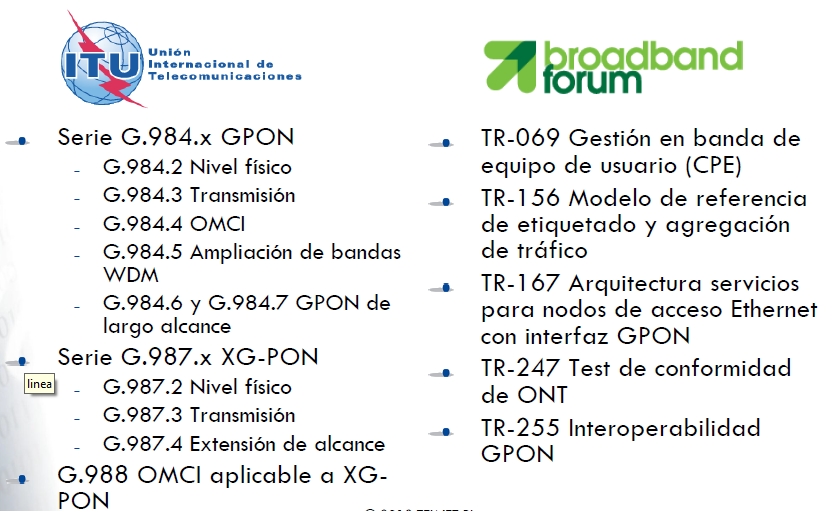 ITU
Unión
Internacional de
Telecomunicaciones
Serie G.984.x GPON
G.984.2 Nivel físico
G.984.3 Transmisión
G.984.4 OMCI
G.984.5 Ampliación de bandas
WDM
G.984.6 y G.984.7 GPON de
largo alcance
Serie G.987.x XG-PON
linea
G.987.2 Nivel físico
G.987.3 Transmisión
G.987.4 Extensión de alcance
G.988 OMCI aplicable a XG-
PON
broadband
forum
TR-069 Gestión en banda de
equipo de usuario (CPE)
TR-156 Modelo de referencia
de etiquetado y agregación
de tráfico
TR-167 Arquitectura servicios
para nodos de acceso Ethernet
con interfaz GPON
TR-247 Test de conformidad
de ONT
TR-255 Interoperabilidad
GPON